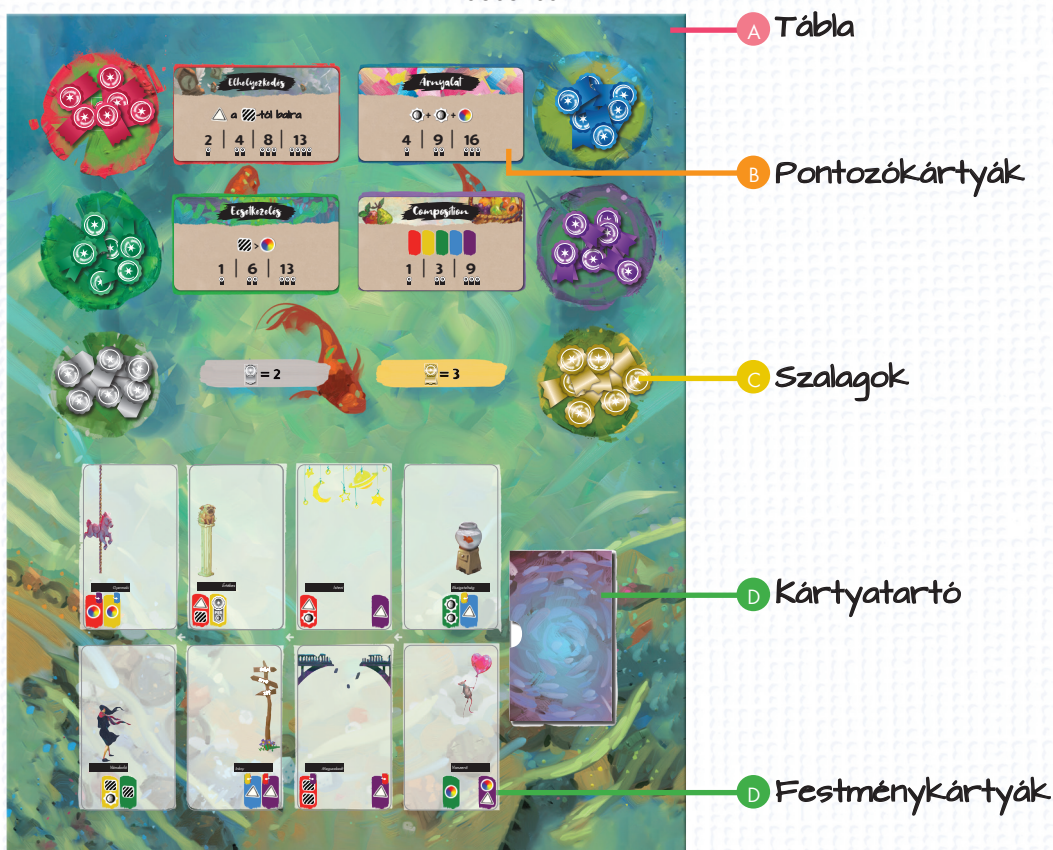 A Tábla
Elhelyezkedés
a -tól balra
2 4 8 13
Árnyalat
+ +
4 9 16
B Pontozókártyák
Ecsetkezelés
>
1 6 13
Composition
1 3 9
= 2
= 3
C Szalagok
D Kártyatartó
D Festménykártyák